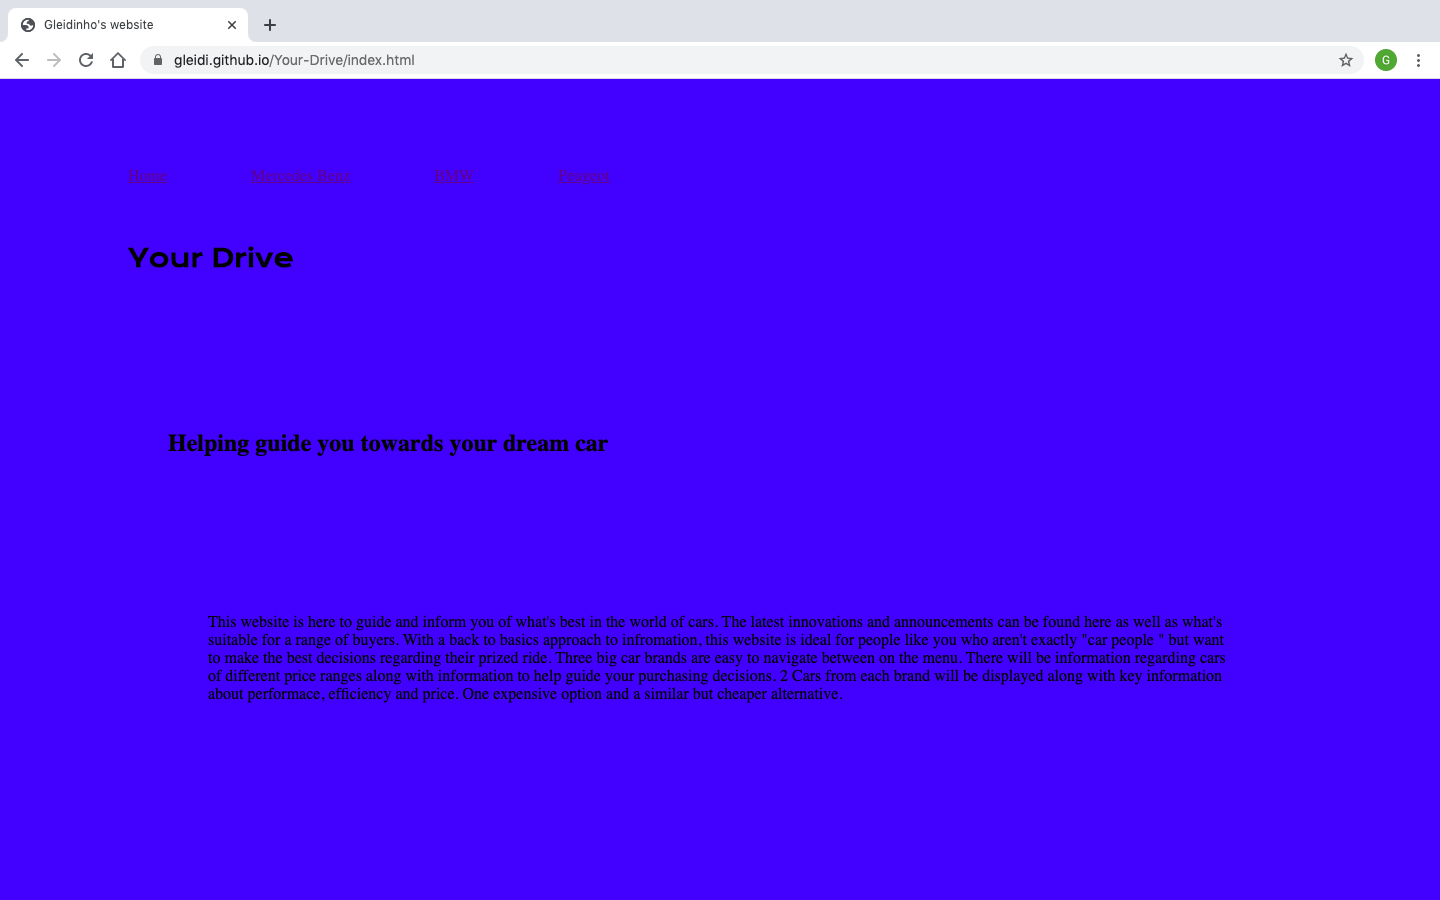 Gleidinho's website
gleidi.github.io/Your-Drive/index.html
G
Home Mercedes Benz BMW Peugeot
Your Drive
Helping guide you towards your dream car
This website is here to guide and inform you of what's best in the world of cars. The latest innovations and announcements can be found here as well as what's
suitable for a range of buyers. With a back to basics approach to infromation, this website is ideal for people like you who aren't exactly "car people " but want
to make the best decisions regarding their prized ride. Three big car brands are easy to navigate between on the menu. There will be information regarding cars
of different price ranges along with information to help guide your purchasing decisions. 2 Cars from each brand will be displayed along with key information
about performace, efficiency and price. One expensive option and a similar but cheaper alternative.